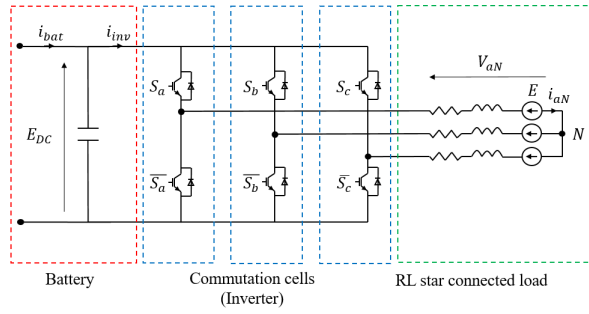 i_bat i_inv
S_a S_b S_c
V_aN
E i_aN
E_DC
N
S̅_a̅ S̅_b̅ S̅_c
Battery
Commutation cells
(Inverter)
RL star connected load